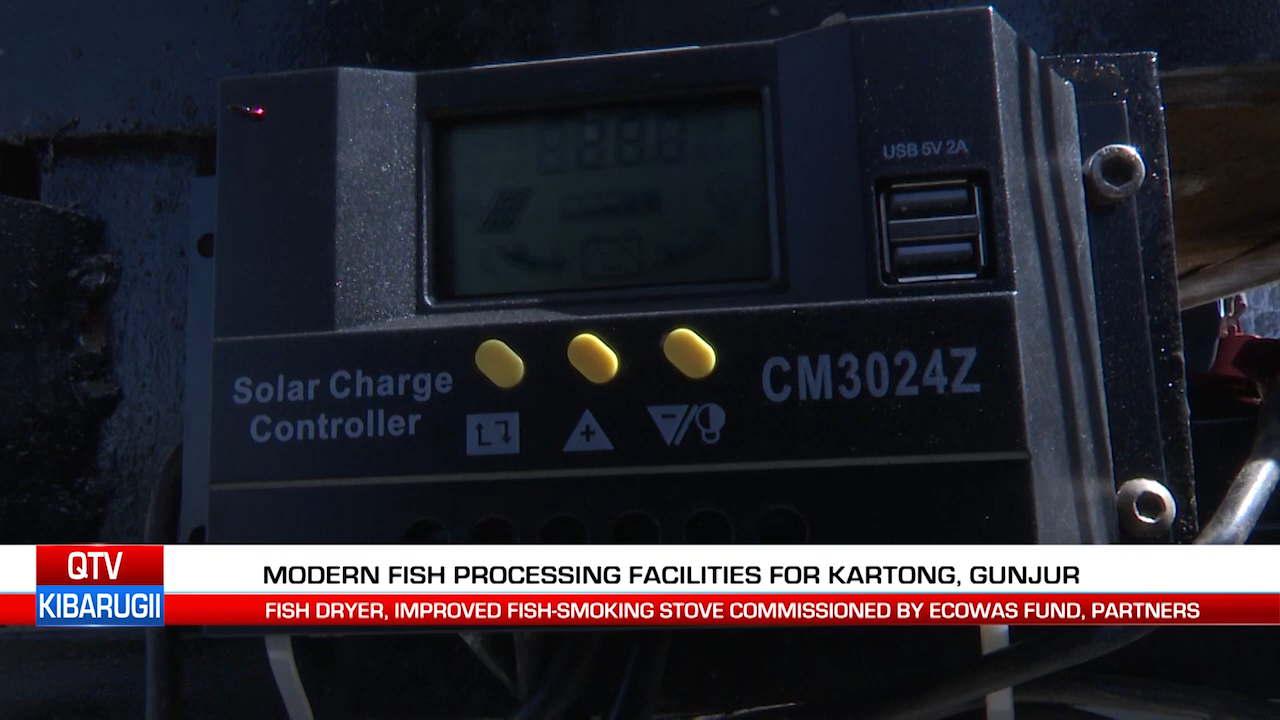 USB 5V 2A
Solar Charge
Controller
CM3024Z
QTV
KIBARUGII
MODERN FISH PROCESSING FACILITIES FOR KARTONG, GUNJUR
FISH DRYER, IMPROVED FISH-SMOKING STOVE COMMISSIONED BY ECOWAS FUND, PARTNERS